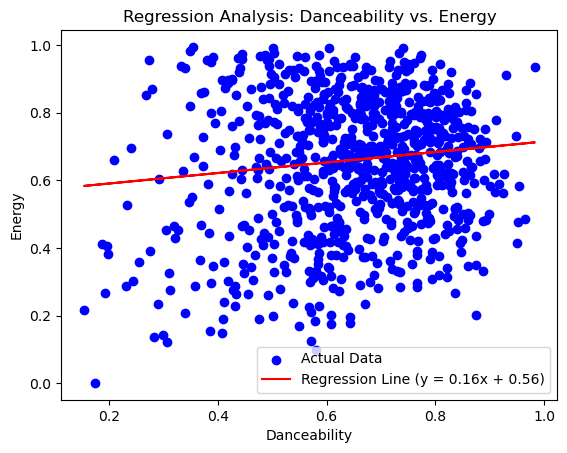 Regression Analysis: Danceability vs. Energy
1.0
0.8
0.6
0.4
0.2
0.0
Energy
Actual Data
Regression Line (y = 0.16x + 0.56)
0.2 0.4 0.6 0.8 1.0
Danceability